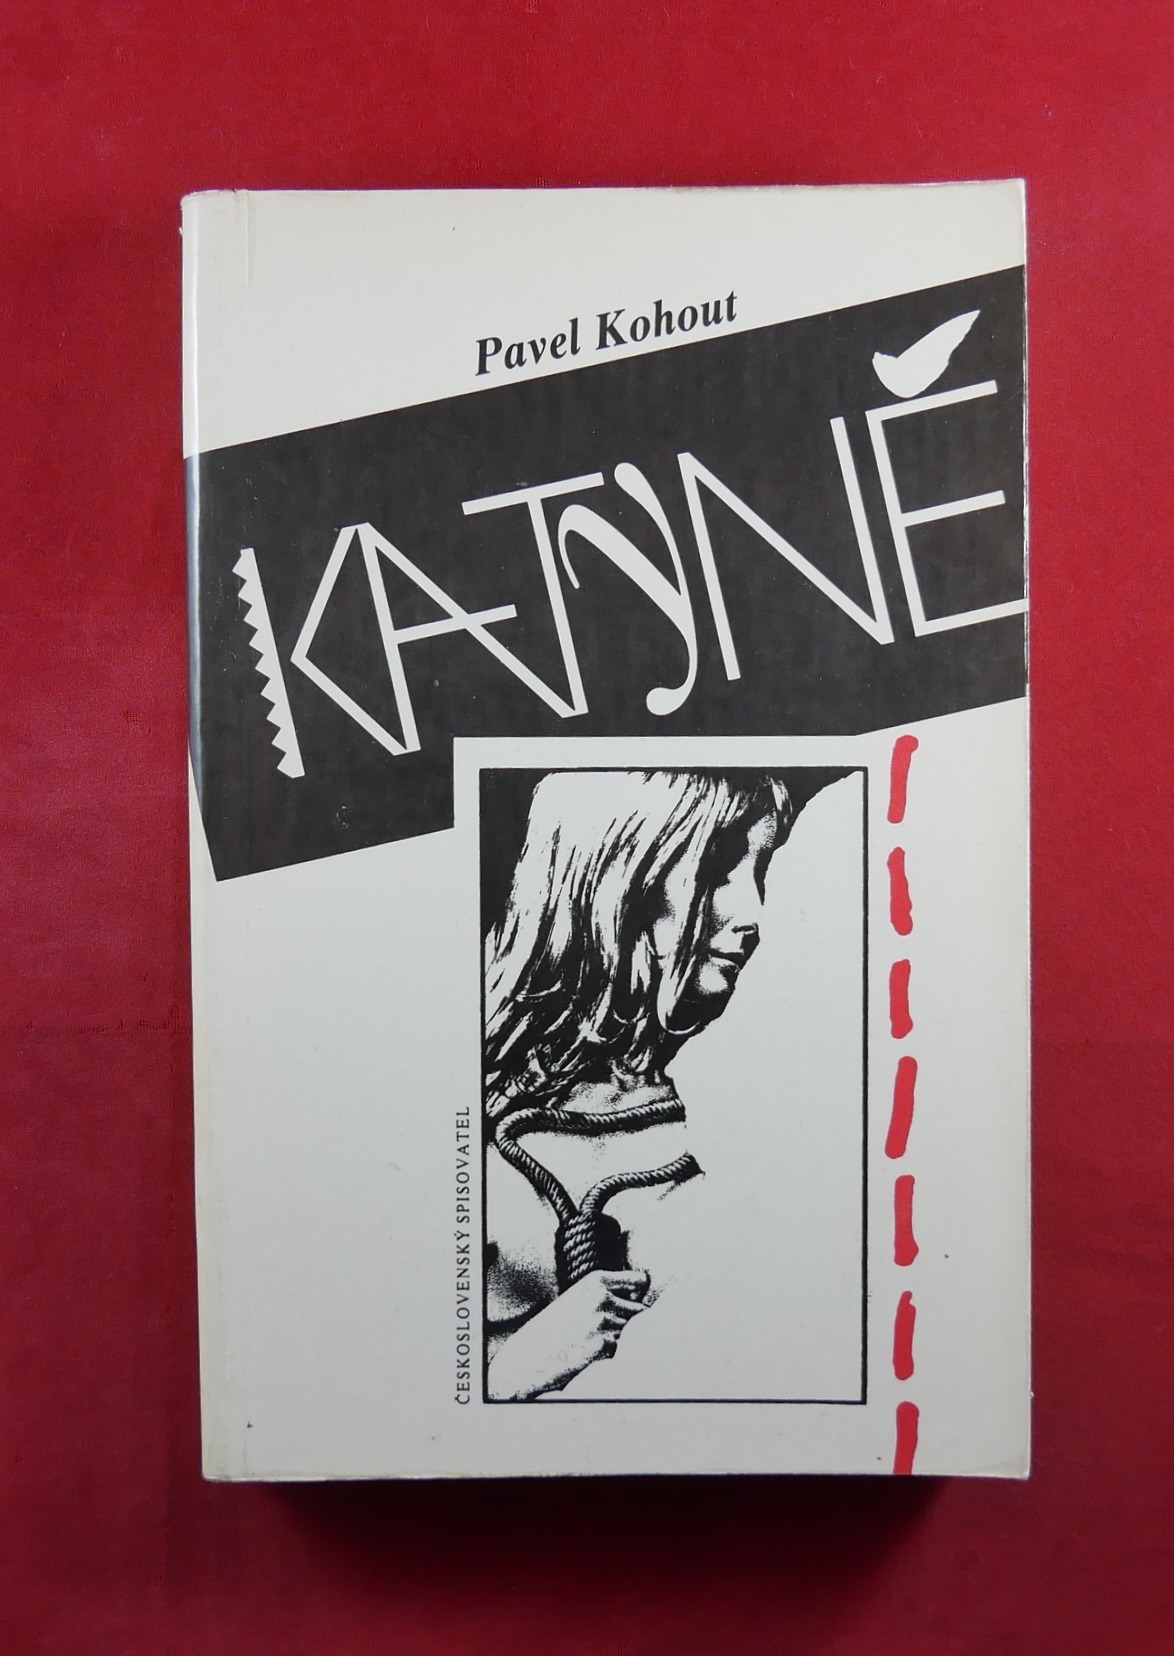 Pavel Kohout
KATyNĚ
ČESKOSLOVENSKÝ SPISOVATEL